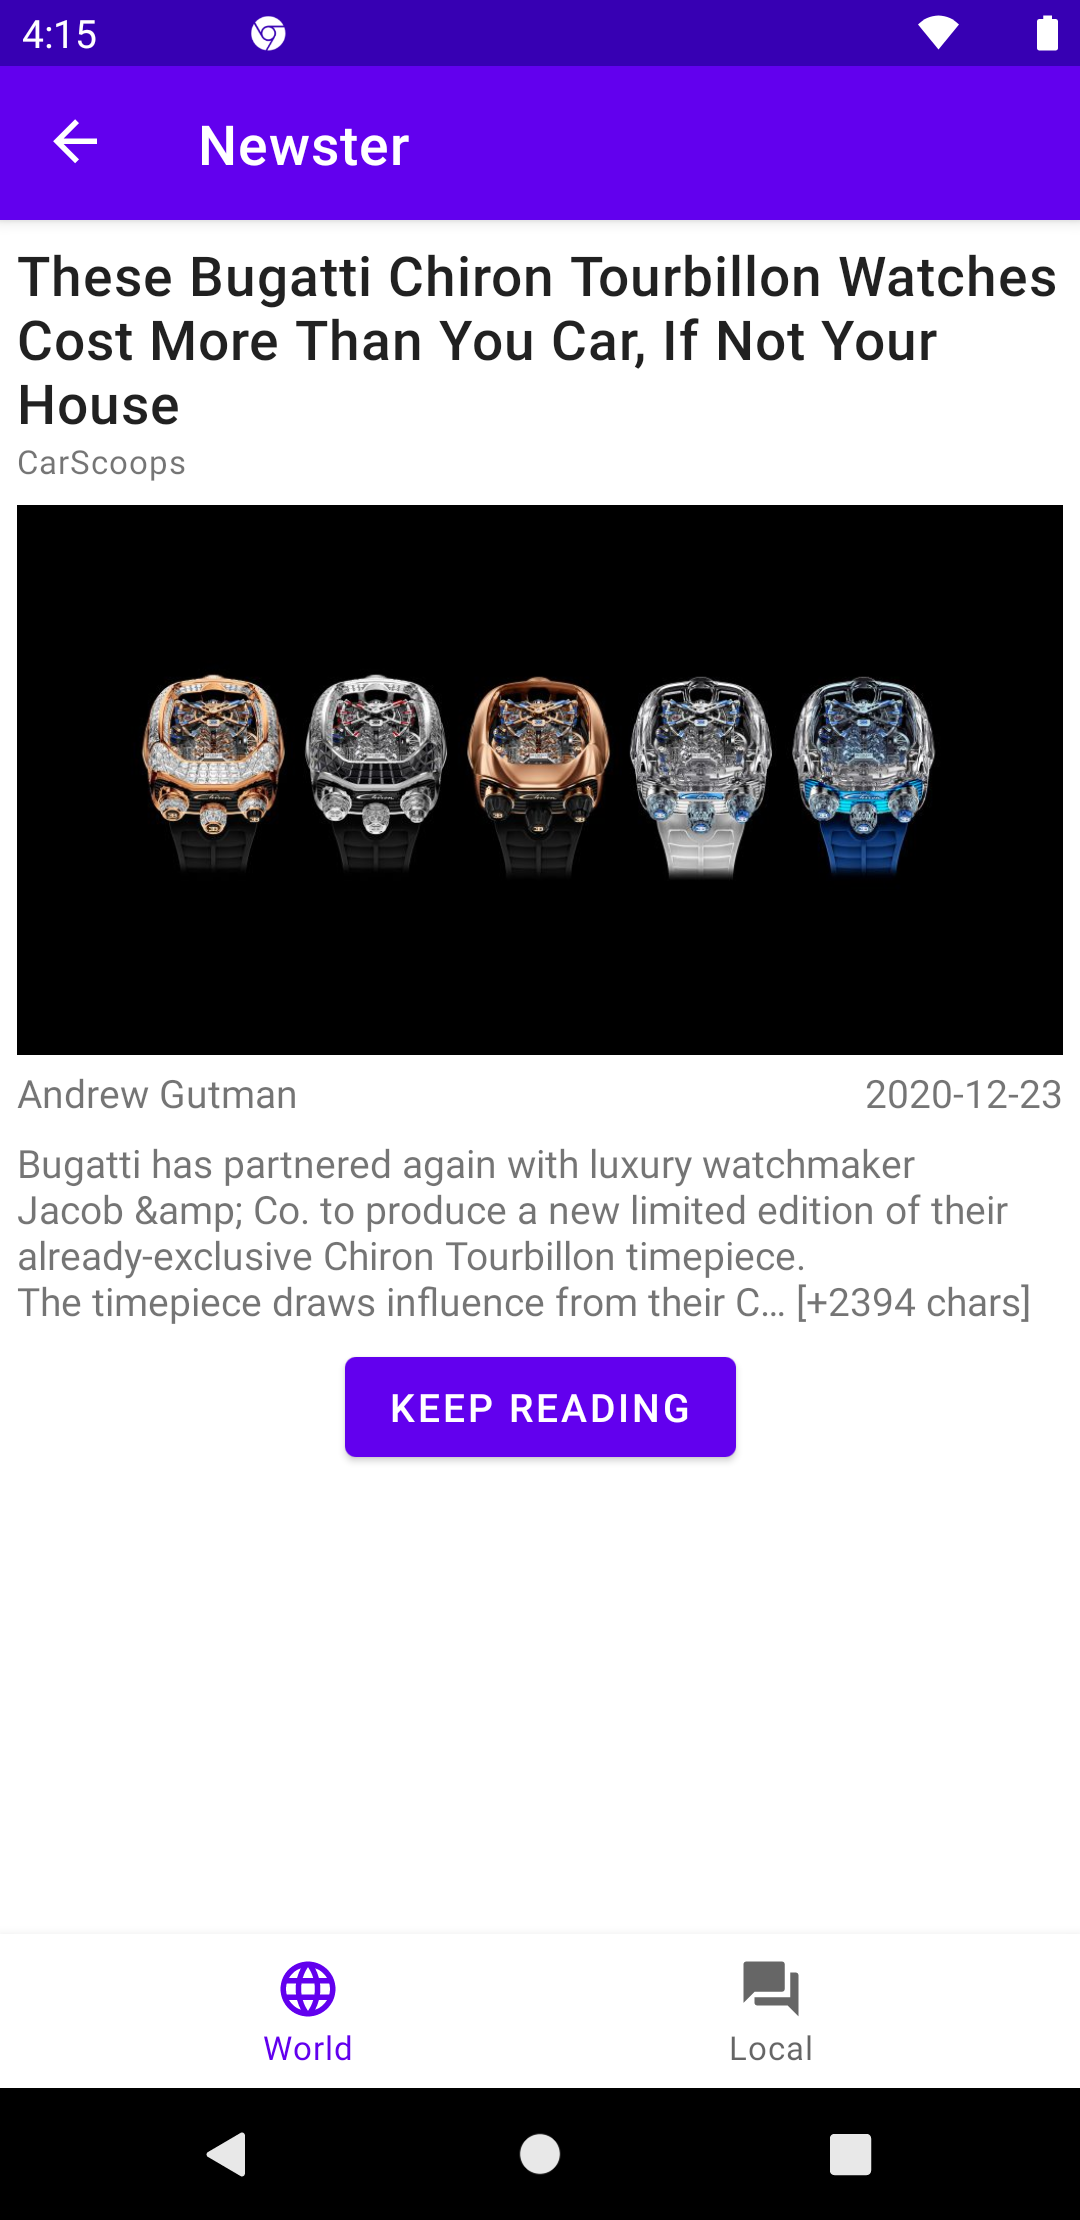 4:15
Newster
These Bugatti Chiron Tourbillon Watches
Cost More Than You Car, If Not Your
House
CarScoops
Andrew Gutman
2020-12-23
Bugatti has partnered again with luxury watchmaker
Jacob &amp; Co. to produce a new limited edition of their
already-exclusive Chiron Tourbillon timepiece.
The timepiece draws influence from their C… [+2394 chars]
KEEP READING
World
Local